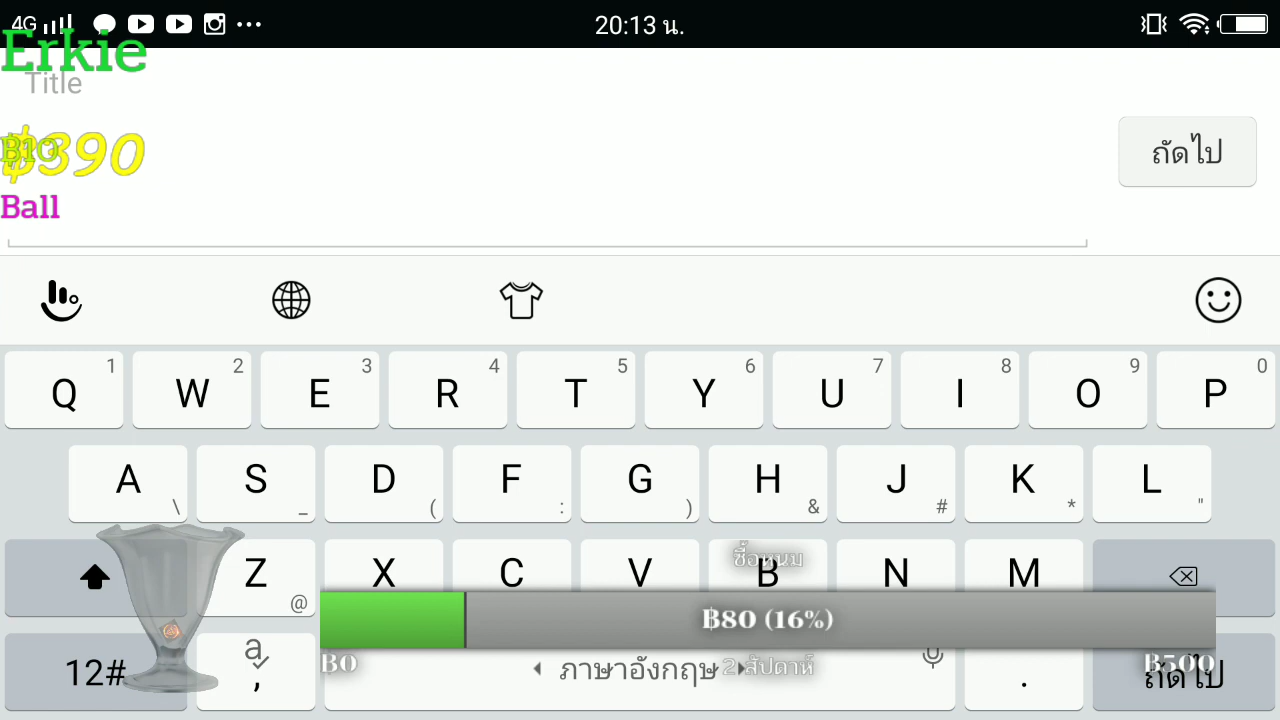 4G 20:13 น.
Erkie
Title
฿10
฿390
ถัดไป
Ball
Q 1 W 2 E 3 R 4 T 5 Y 6 U 7 I 8 O 9 P 0
A \ S _ D ( F : G ) H & J # K * L "
Z @ X C V B N M
ซื้อหนม
฿80 (16%)
12# a , ภาษาอังกฤษ . ถัดไป
฿0 2 สัปดาห์ ฿500